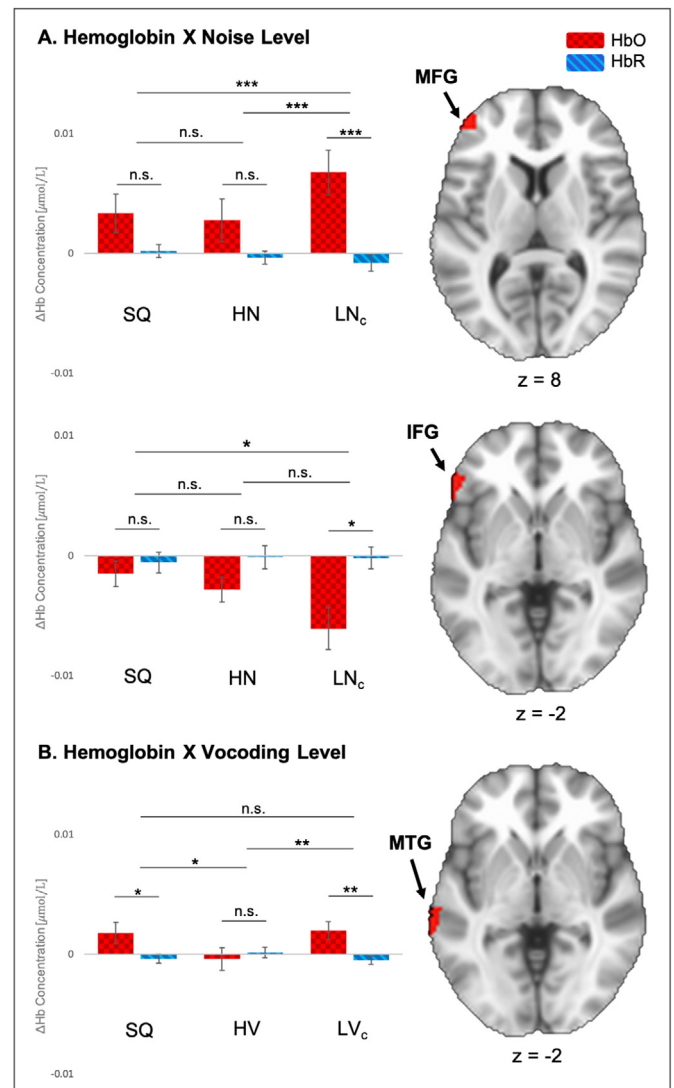 A. Hemoglobin X Noise Level
HbO
HbR
ΔHb Concentration [μmol/L]
0.01
0
-0.01
***
***
n.s.
***
n.s.
n.s.
SQ
HN
LNc
MFG
z = 8
ΔHb Concentration [μmol/L]
0.01
0
-0.01
*
n.s.
n.s.
n.s.
n.s.
*
SQ
HN
LNc
IFG
z = -2
B. Hemoglobin X Vocoding Level
ΔHb Concentration [μmol/L]
0.01
0
-0.01
n.s.
**
*
*
n.s.
**
SQ
HV
LVc
MTG
z = -2